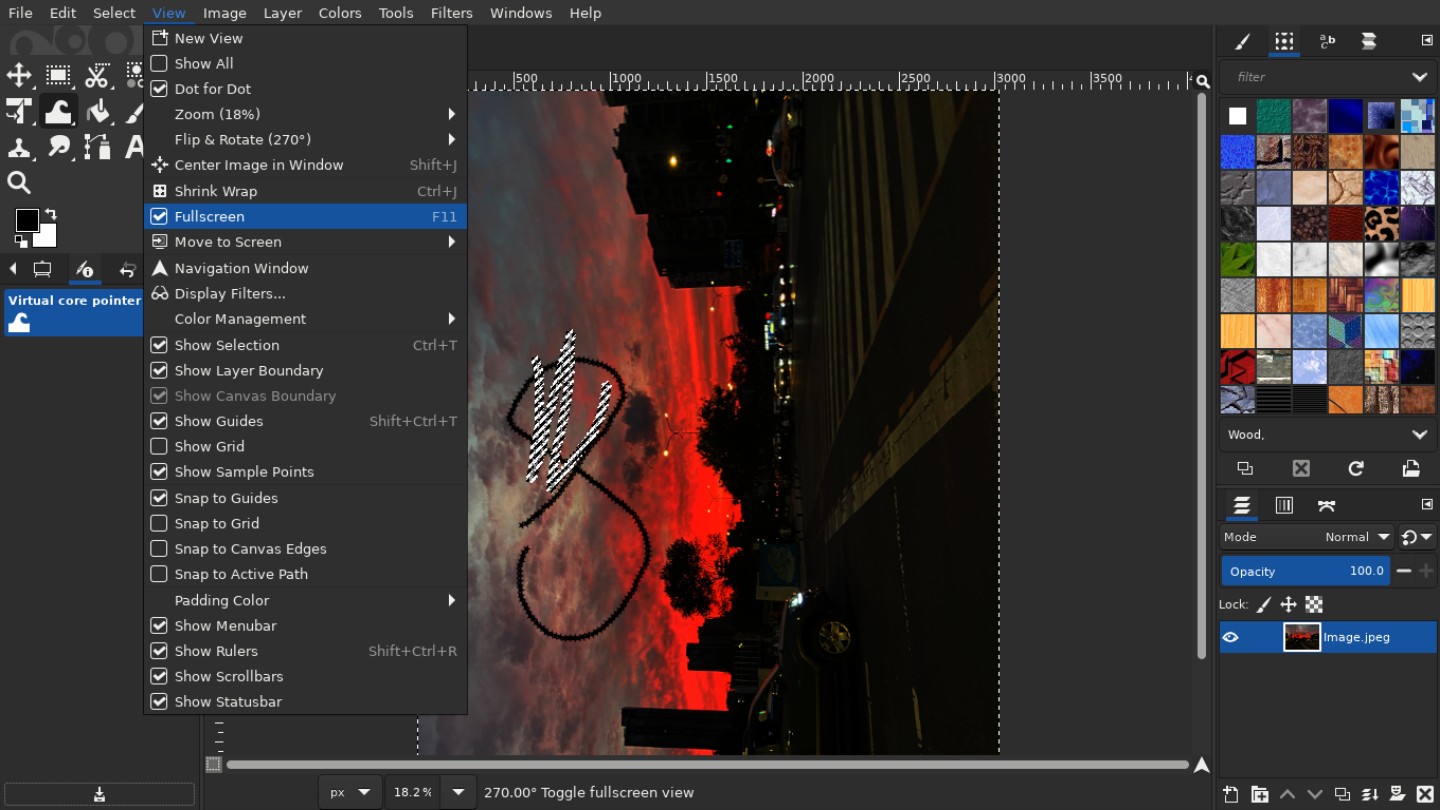 File Edit Select View Image Layer Colors Tools Filters Windows Help
New View
Show All
Dot for Dot
Zoom (18%)
Flip & Rotate (270°)
Center Image in Window Shift+J
Shrink Wrap Ctrl+J
Fullscreen F11
Move to Screen
Navigation Window
Display Filters...
Color Management
Show Selection Ctrl+T
Show Layer Boundary
Show Canvas Boundary
Show Guides Shift+Ctrl+T
Show Grid
Show Sample Points
Snap to Guides
Snap to Grid
Snap to Canvas Edges
Snap to Active Path
Padding Color
Show Menubar
Show Rulers Shift+Ctrl+R
Show Scrollbars
Show Statusbar
Virtual core pointer
500 1000 1500 2000 2500 3000 3500
filter
Wood,
Mode Normal
Opacity 100.0
Lock:
Image.jpeg
px 18.2% 270.00° Toggle fullscreen view